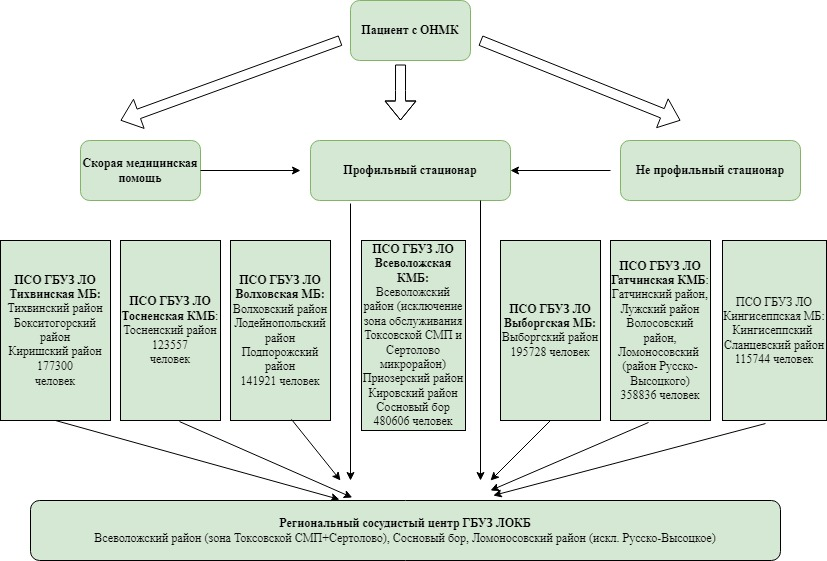 Пациент с ОНМК
Скорая медицинская
помощь
Профильный стационар
Не профильный стационар
ПСО ГБУЗ ЛО
Тихвинская МБ:
Тихвинский район
Бокситогорский
район
Киришский район
177300
человек
ПСО ГБУЗ ЛО
Тосненская КМБ:
Тосненский район
123557
человек
ПСО ГБУЗ ЛО
Волховская МБ:
Волховский район
Лодейнопольский
район
Подпорожский
район
141921 человек
ПСО ГБУЗ ЛО
Всеволожская
КМБ:
Всеволожский
район (исключение
зона обслуживания
Токсовской СМП и
Сертолово
микрорайон)
Приозерский район
Кировский район
Сосновый бор
480606 человек
ПСО ГБУЗ ЛО
Выборгская МБ:
Выборгский район
195728 человек
ПСО ГБУЗ ЛО
Гатчинская КМБ:
Гатчинский район,
Лужский район
Волосовский
район,
Ломоносовский
(район Русско-
Высоцкого)
358836 человек
ПСО ГБУЗ ЛО
Кингисеппская МБ:
Кингисеппский
Сланцевский район
115744 человек
Региональный сосудистый центр ГБУЗ ЛОКБ
Всеволожский район (зона Токсовской СМП+Сертолово), Сосновый бор, Ломоносовский район (искл. Русско-Высоцкое)